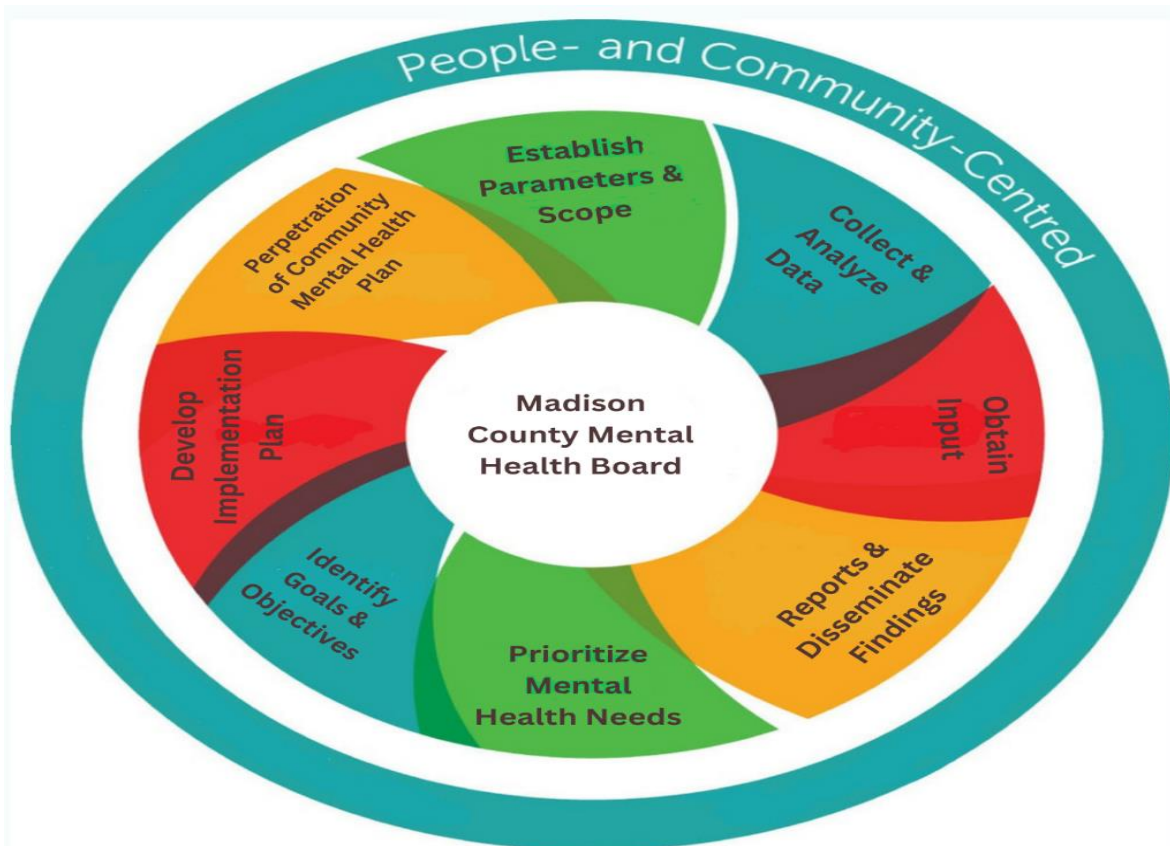 People- and Community-Centred
Establish
Parameters &
Scope
Collect &
Analyze
Data
Obtain
Input
Reports &
Disseminate
Findings
Prioritize
Mental
Health Needs
Identify
Goals &
Objectives
Develop
Implementation
Plan
Perpetration
of Community
Mental Health
Plan
Madison
County Mental
Health Board